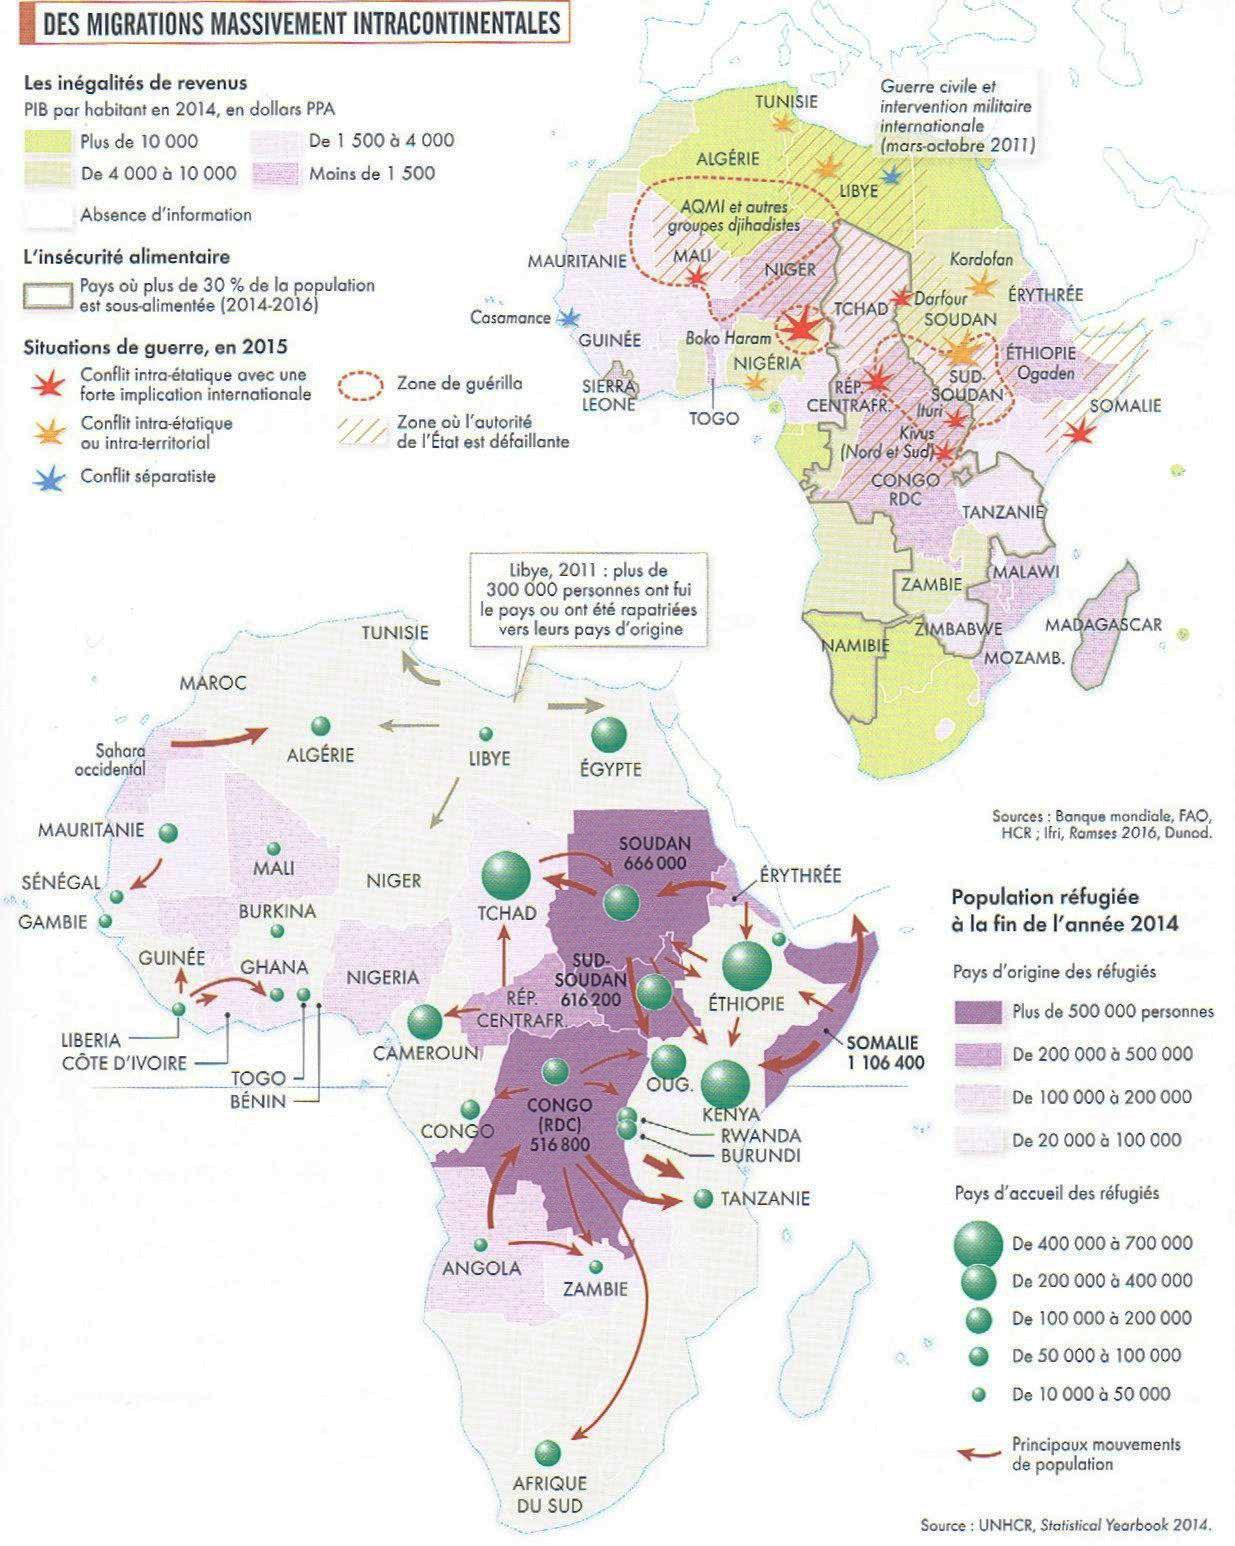 DES MIGRATIONS MASSIVEMENT INTRACONTINENTALES
Les inégalités de revenus
PIB par habitant en 2014, en dollars PPA
Plus de 10 000
De 1 500 à 4 000
De 4 000 à 10 000
Moins de 1 500
Absence d'information
L'insécurité alimentaire
Pays où plus de 30 % de la population
est sous-alimentée (2014-2016)
Situations de guerre, en 2015
Conflit intra-étatique avec une
forte implication internationale
Conflit intra-étatique
ou intra-territorial
Conflit séparatiste
Zone de guérilla
Zone où l'autorité
de l'État est défaillante
Guerre civile et
intervention militaire
internationale
(mars-octobre 2011)
TUNISIE
ALGÉRIE
LIBYE
AQMI et autres
groupes djihadistes
MAURITANIE
MALI
NIGER
Kordofan
ÉRYTHRÉE
TCHAD
Darfour
SOUDAN
Casamance
GUINÉE
Boko Haram
NIGÉRIA
ÉTHIOPIE
Ogaden
SIERRA
LEONE
TOGO
RÉP.
CENTRAFR.
SUD-
SOUDAN
Ituri
SOMALIE
Kivus
(Nord et Sud)
CONGO
RDC
TANZANIE
MALAWI
ZAMBIE
ZIMBABWE
MADAGASCAR
NAMIBIE
MOZAMB.
Sources : Banque mondiale, FAO,
HCR ; Ifri, Ramses 2016, Dunod.
Libye, 2011 : plus de
300 000 personnes ont fui
le pays ou ont été rapatriées
vers leurs pays d'origine
TUNISIE
MAROC
Sahara
occidental
ALGÉRIE
LIBYE
ÉGYPTE
MAURITANIE
MALI
NIGER
SOUDAN
666 000
ÉRYTHRÉE
SÉNÉGAL
GAMBIE
BURKINA
TCHAD
GUINÉE
GHANA
NIGERIA
SUD-
SOUDAN
616 200
RÉP.
CENTRAFR.
ÉTHIOPIE
LIBERIA
CÔTE D'IVOIRE
TOGO
BÉNIN
CAMEROUN
SOMALIE
1 106 400
OUG.
KENYA
CONGO
CONGO
(RDC)
516 800
RWANDA
BURUNDI
TANZANIE
ANGOLA
ZAMBIE
AFRIQUE
DU SUD
Population réfugiée
à la fin de l'année 2014
Pays d'origine des réfugiés
Plus de 500 000 personnes
De 200 000 à 500 000
De 100 000 à 200 000
De 20 000 à 100 000
Pays d'accueil des réfugiés
De 400 000 à 700 000
De 200 000 à 400 000
De 100 000 à 200 000
De 50 000 à 100 000
De 10 000 à 50 000
Principaux mouvements
de population
Source : UNHCR, Statistical Yearbook 2014.